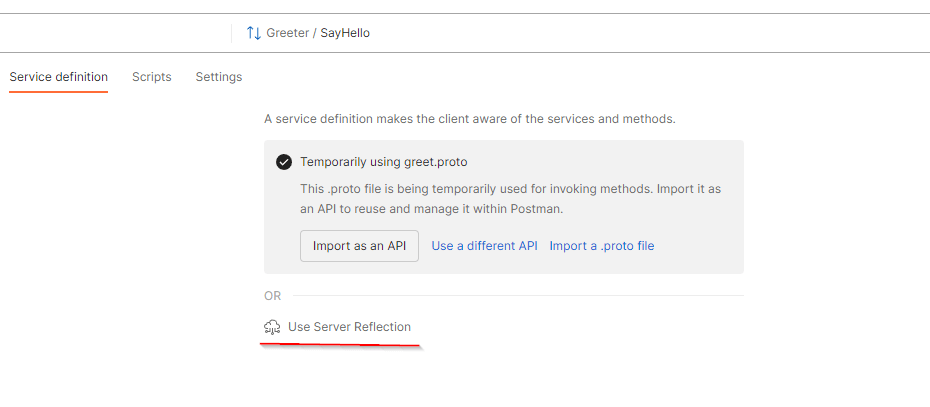 Greeter / SayHello
Service definition Scripts Settings
A service definition makes the client aware of the services and methods.
Temporarily using greet.proto
This .proto file is being temporarily used for invoking methods. Import it as
an API to reuse and manage it within Postman.
Import as an API Use a different API Import a .proto file
OR
Use Server Reflection